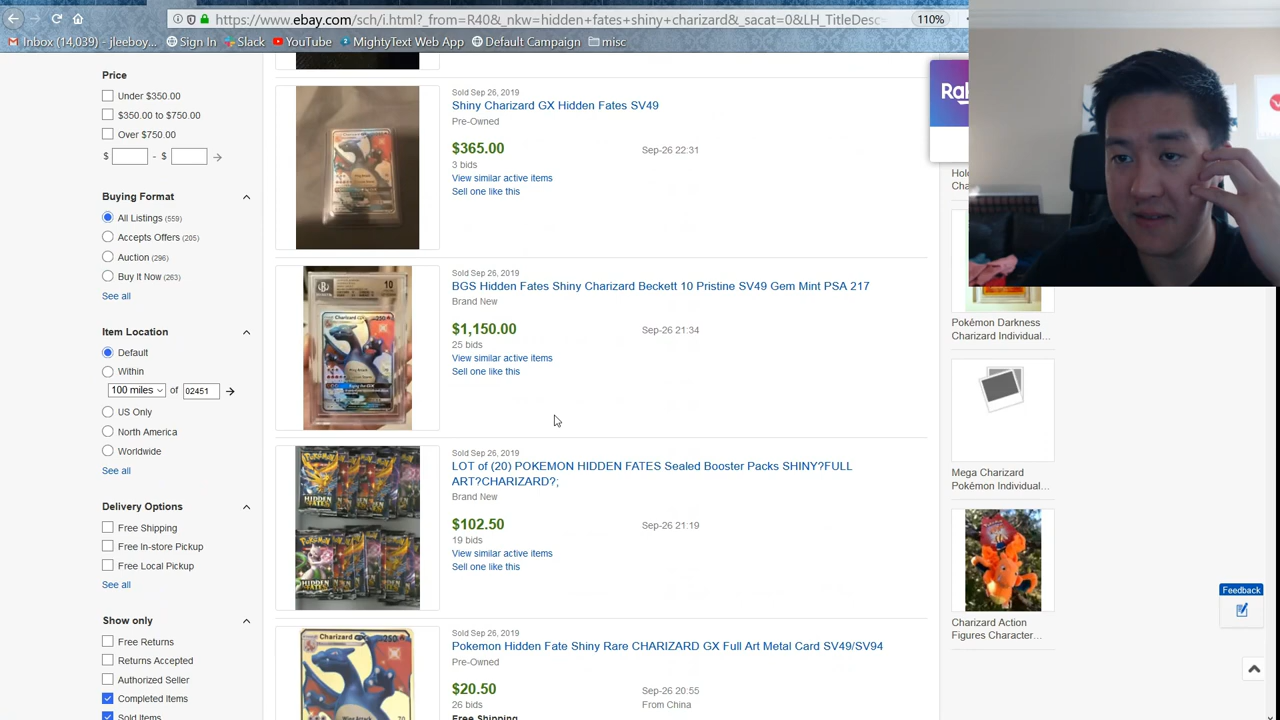 https://www.ebay.com/sch/i.html?_from=R40&_nkw=hidden+fates+shiny+charizard&_sacat=0&LH_TitleDesc
110%
Inbox (14,039) - jleeboy...
Sign In
Slack
YouTube
MightyText Web App
Default Campaign
misc
Price
Under $350.00
$350.00 to $750.00
Over $750.00
$ - $
Buying Format
All Listings (559)
Accepts Offers (205)
Auction (296)
Buy It Now (263)
See all
Item Location
Default
Within
100 miles of 02451
US Only
North America
Worldwide
See all
Delivery Options
Free Shipping
Free In-store Pickup
Free Local Pickup
See all
Show only
Free Returns
Returns Accepted
Authorized Seller
Completed Items
Sold Items
Sold Sep 26, 2019
Shiny Charizard GX Hidden Fates SV49
Pre-Owned
$365.00
Sep-26 22:31
3 bids
View similar active items
Sell one like this
Sold Sep 26, 2019
BGS Hidden Fates Shiny Charizard Beckett 10 Pristine SV49 Gem Mint PSA 217
Brand New
$1,150.00
Sep-26 21:34
25 bids
View similar active items
Sell one like this
10
Charizard
Sold Sep 26, 2019
LOT of (20) POKEMON HIDDEN FATES Sealed Booster Packs SHINY?FULL
ART?CHARIZARD?;
Brand New
$102.50
Sep-26 21:19
19 bids
View similar active items
Sell one like this
HIDDEN
FATES
Sold Sep 26, 2019
Pokemon Hidden Fate Shiny Rare CHARIZARD GX Full Art Metal Card SV49/SV94
Pre-Owned
$20.50
Sep-26 20:55
26 bids
From China
Free Shipping
Charizard
250
Pokémon Darkness
Charizard Individual...
Mega Charizard
Pokémon Individual...
Charizard Action
Figures Character...
Feedback